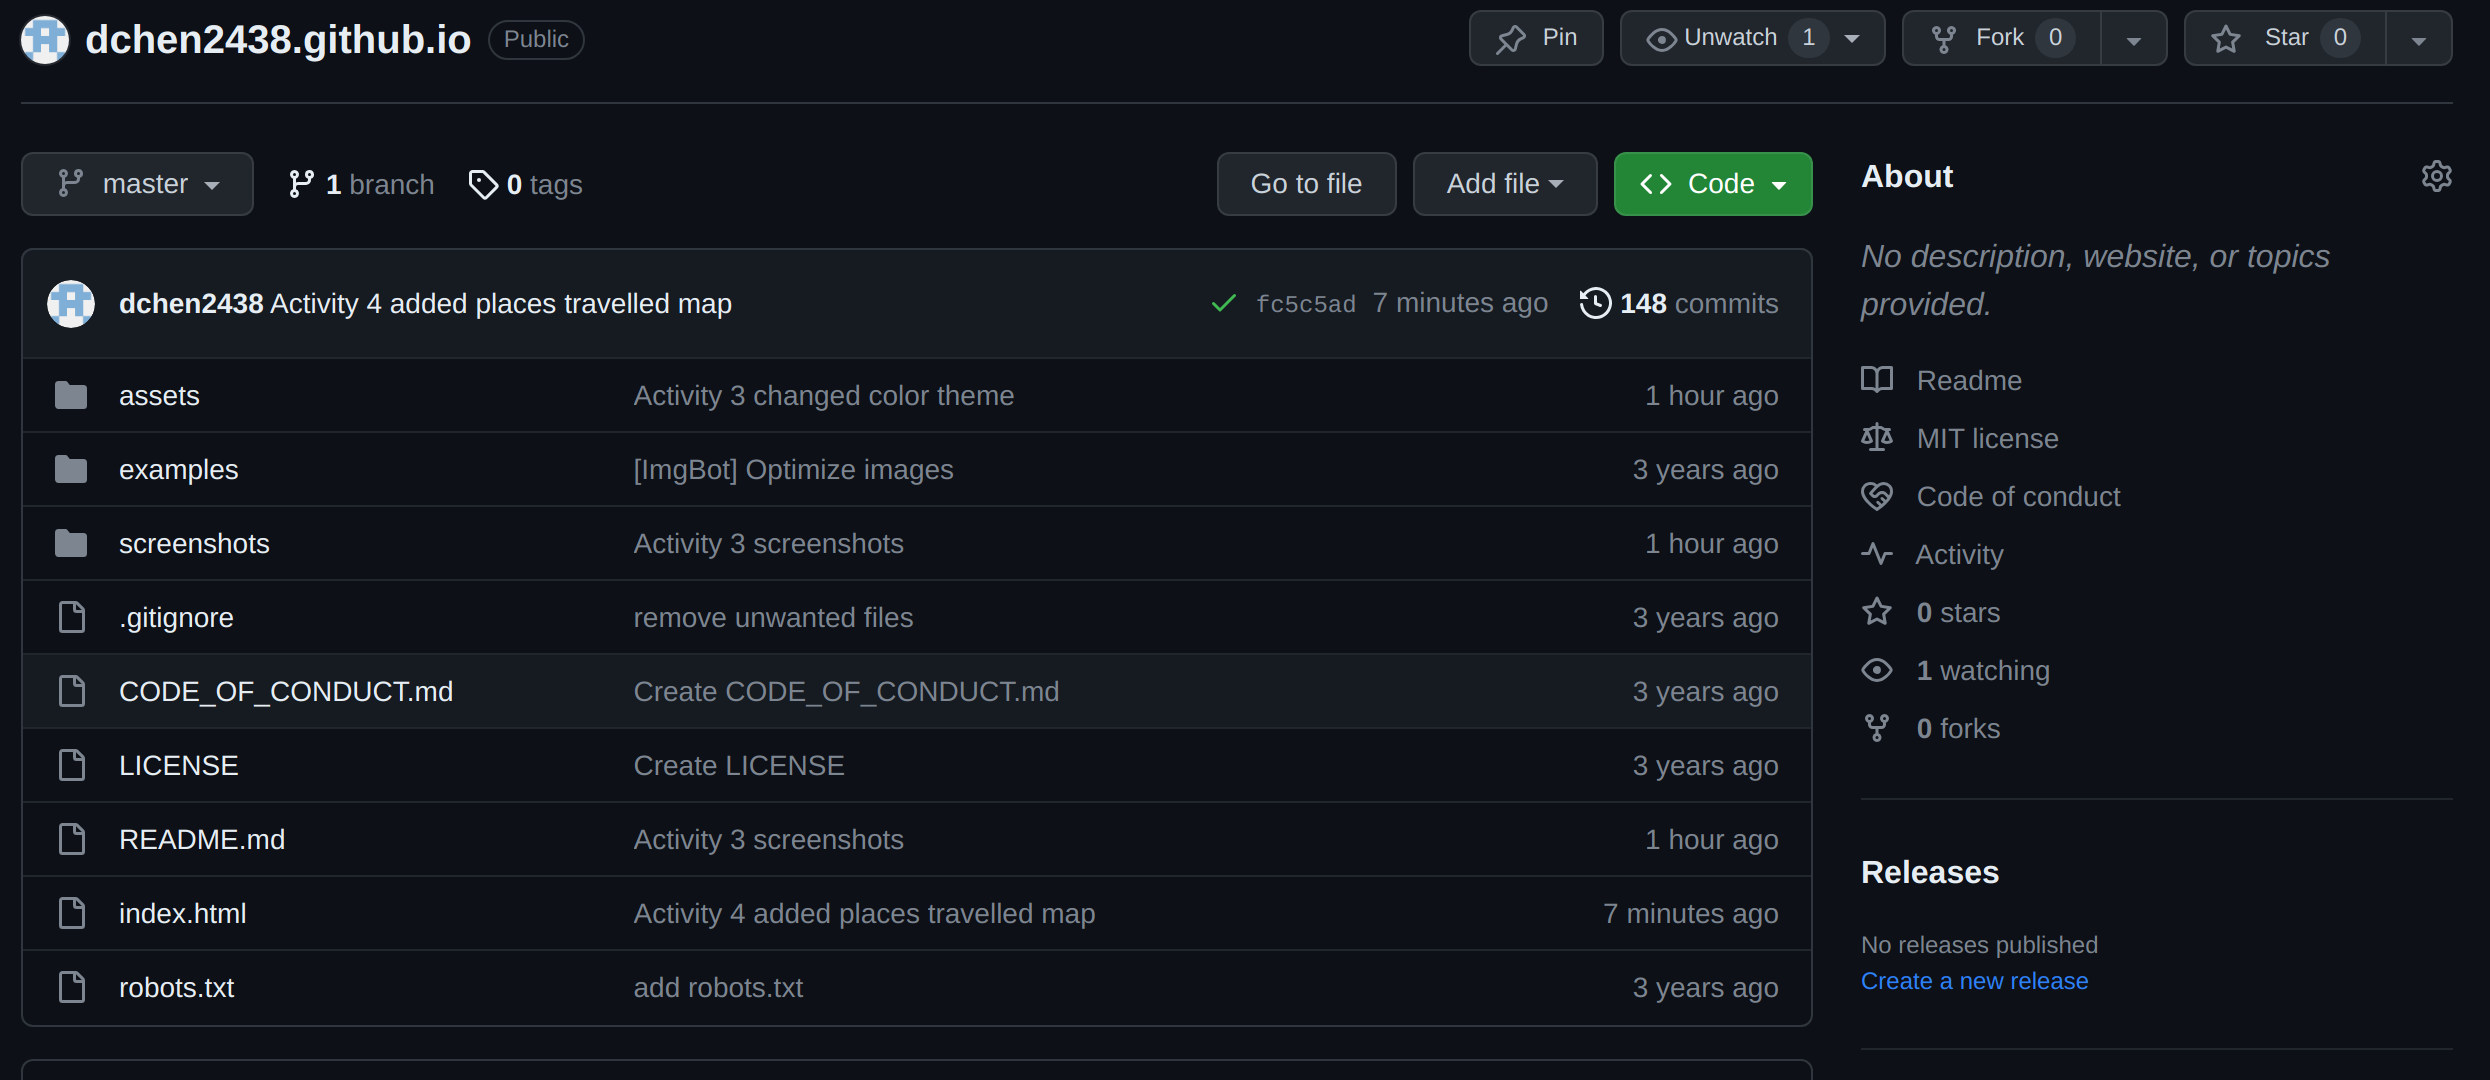 dchen2438.github.io Public Pin Unwatch 1 Fork 0 Star 0
master 1 branch 0 tags Go to file Add file Code
dchen2438 Activity 4 added places travelled map fc5c5ad 7 minutes ago 148 commits
assets Activity 3 changed color theme 1 hour ago
examples [ImgBot] Optimize images 3 years ago
screenshots Activity 3 screenshots 1 hour ago
.gitignore remove unwanted files 3 years ago
CODE_OF_CONDUCT.md Create CODE_OF_CONDUCT.md 3 years ago
LICENSE Create LICENSE 3 years ago
README.md Activity 3 screenshots 1 hour ago
index.html Activity 4 added places travelled map 7 minutes ago
robots.txt add robots.txt 3 years ago
About
No description, website, or topics
provided.
Readme
MIT license
Code of conduct
Activity
0 stars
1 watching
0 forks
Releases
No releases published
Create a new release